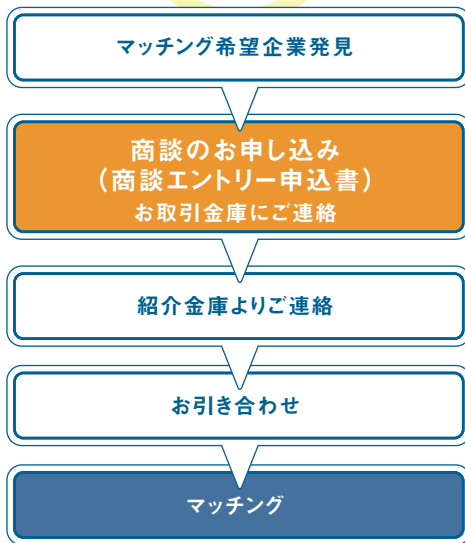 マッチング希望企業発見
商談のお申し込み
(商談エントリー申込書)
お取引金庫にご連絡
紹介金庫よりご連絡
お引き合わせ
マッチング